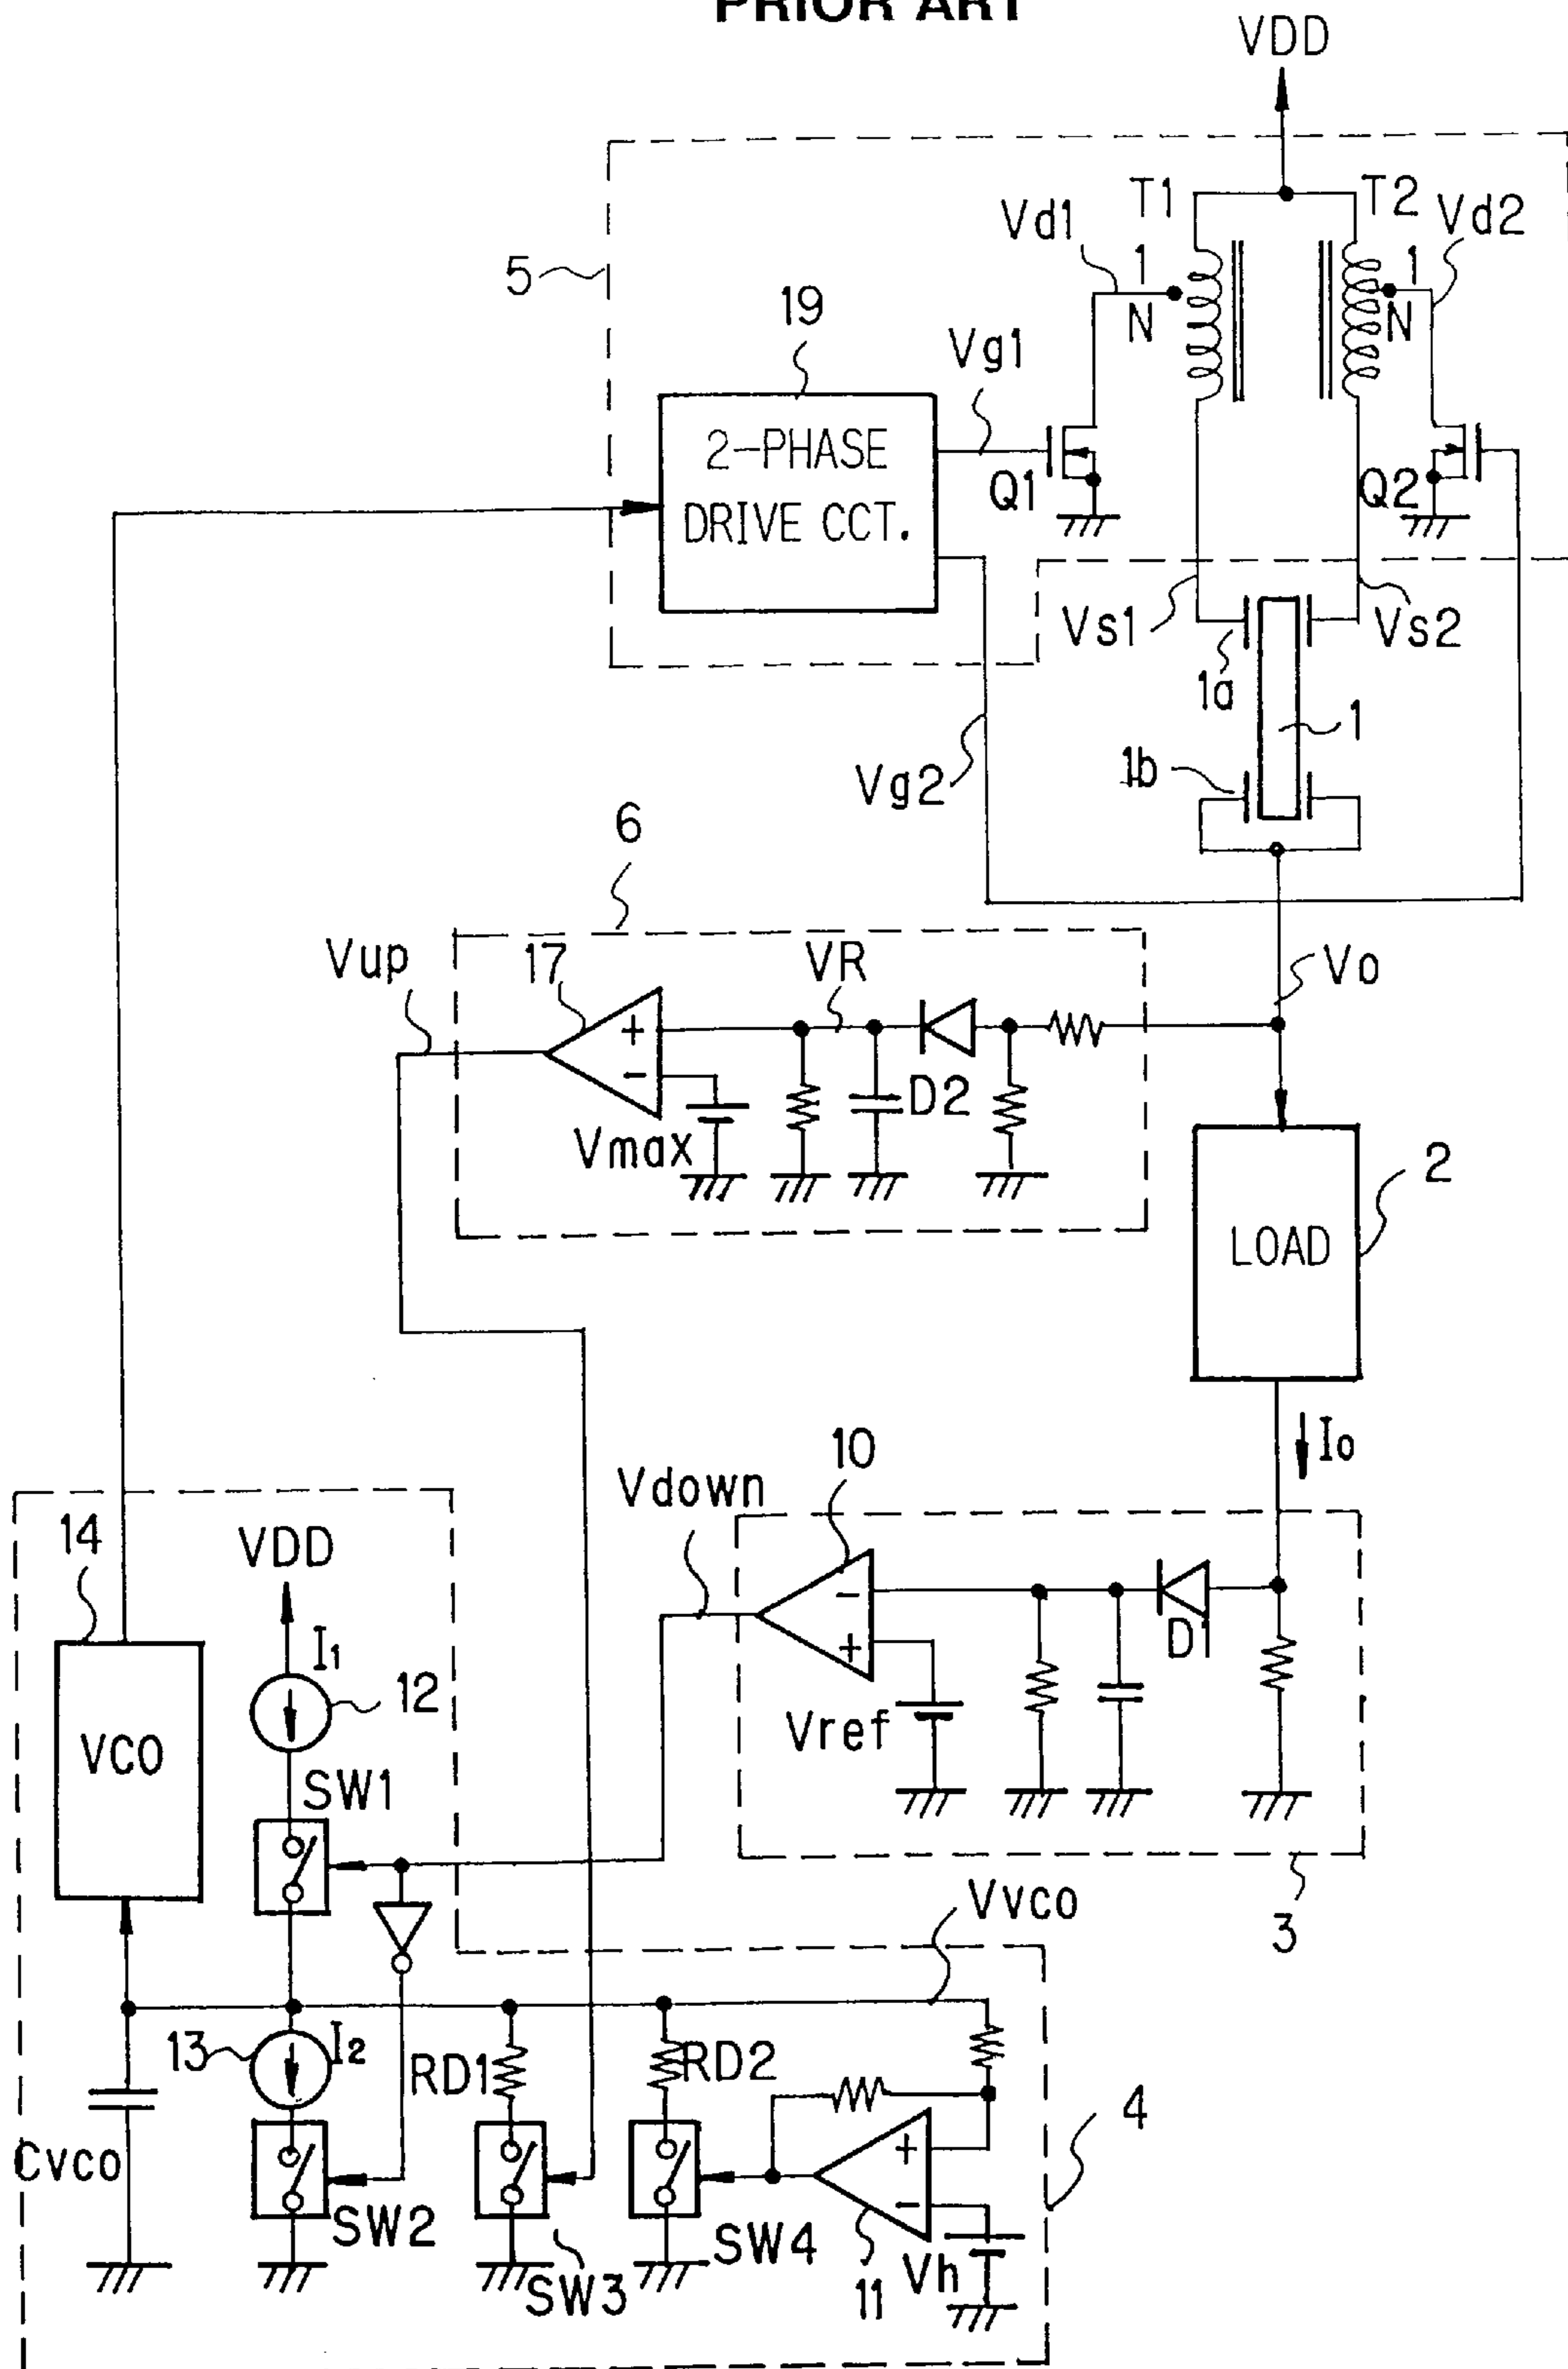 PRIOR ART
VDD
T1
T2
Vd1
Vd2
1
N
1
N
5
19
Vg1
2-PHASE
DRIVE CCT.
Q1
Q2
Vs1
Vs2
1a
1
1b
Vg2
6
Vup
17
VR
Vo
+
−
D2
Vmax
2
LOAD
Io
10
Vdown
14
VDD
I1
12
−
+
D1
VCO
Vref
SW1
Vvco
3
13
I2
RD1
RD2
4
Cvco
+
−
SW2
SW3
SW4
11
Vh